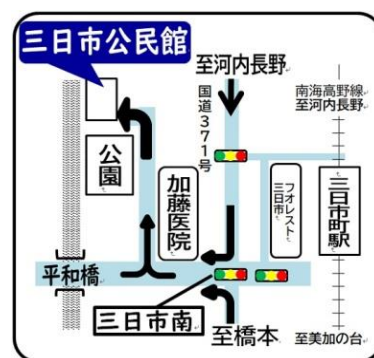 三日市公民館
至河内長野
国道371号
南海高野線
至河内長野
公園
加藤医院
フオレスト
三日市
三日市町駅
平和橋
三日市南
至橋本
至美加の台